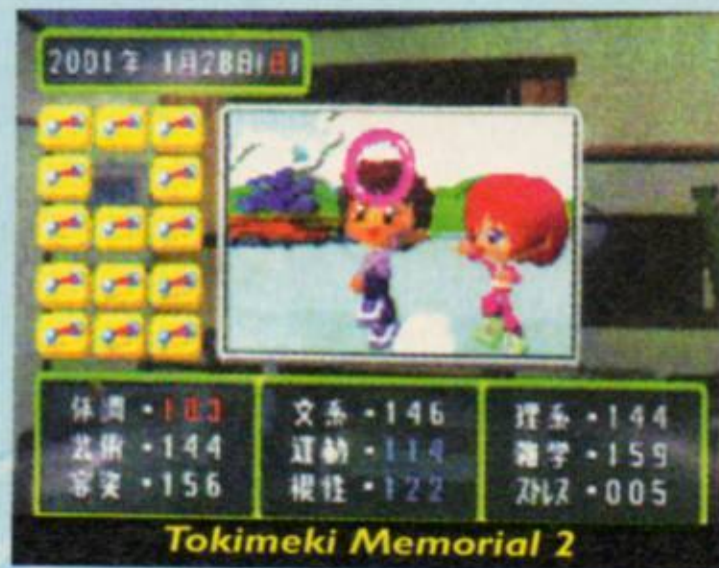 2001年 1月28日(日)
体調・103 文系・146 理系・144
芸術・144 運動・114 雑学・159
容姿・156 根性・122 ストレス・005
Tokimeki Memorial 2